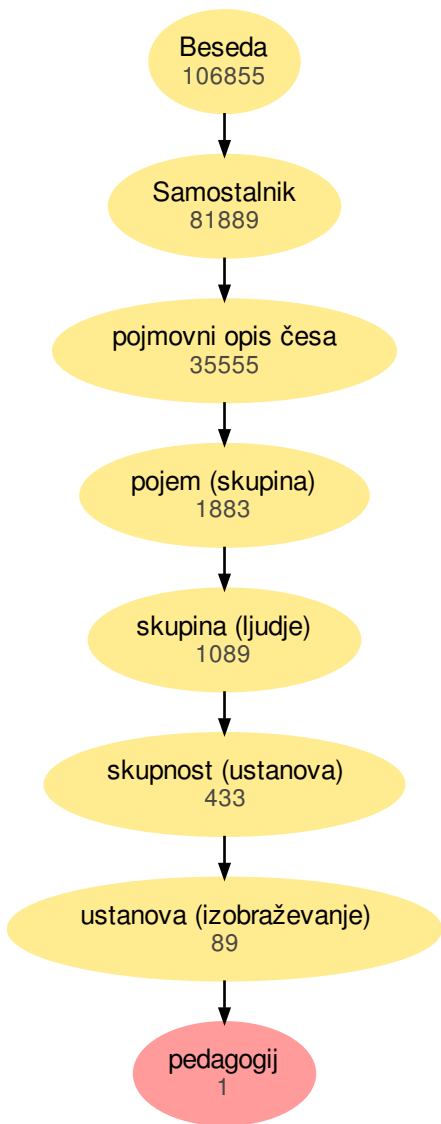 Beseda
106855
Samostalnik
81889
pojmovni opis česa
35555
pojem (skupina)
1883
skupina (ljudje)
1089
skupnost (ustanova)
433
ustanova (izobraževanje)
89
pedagogij
1